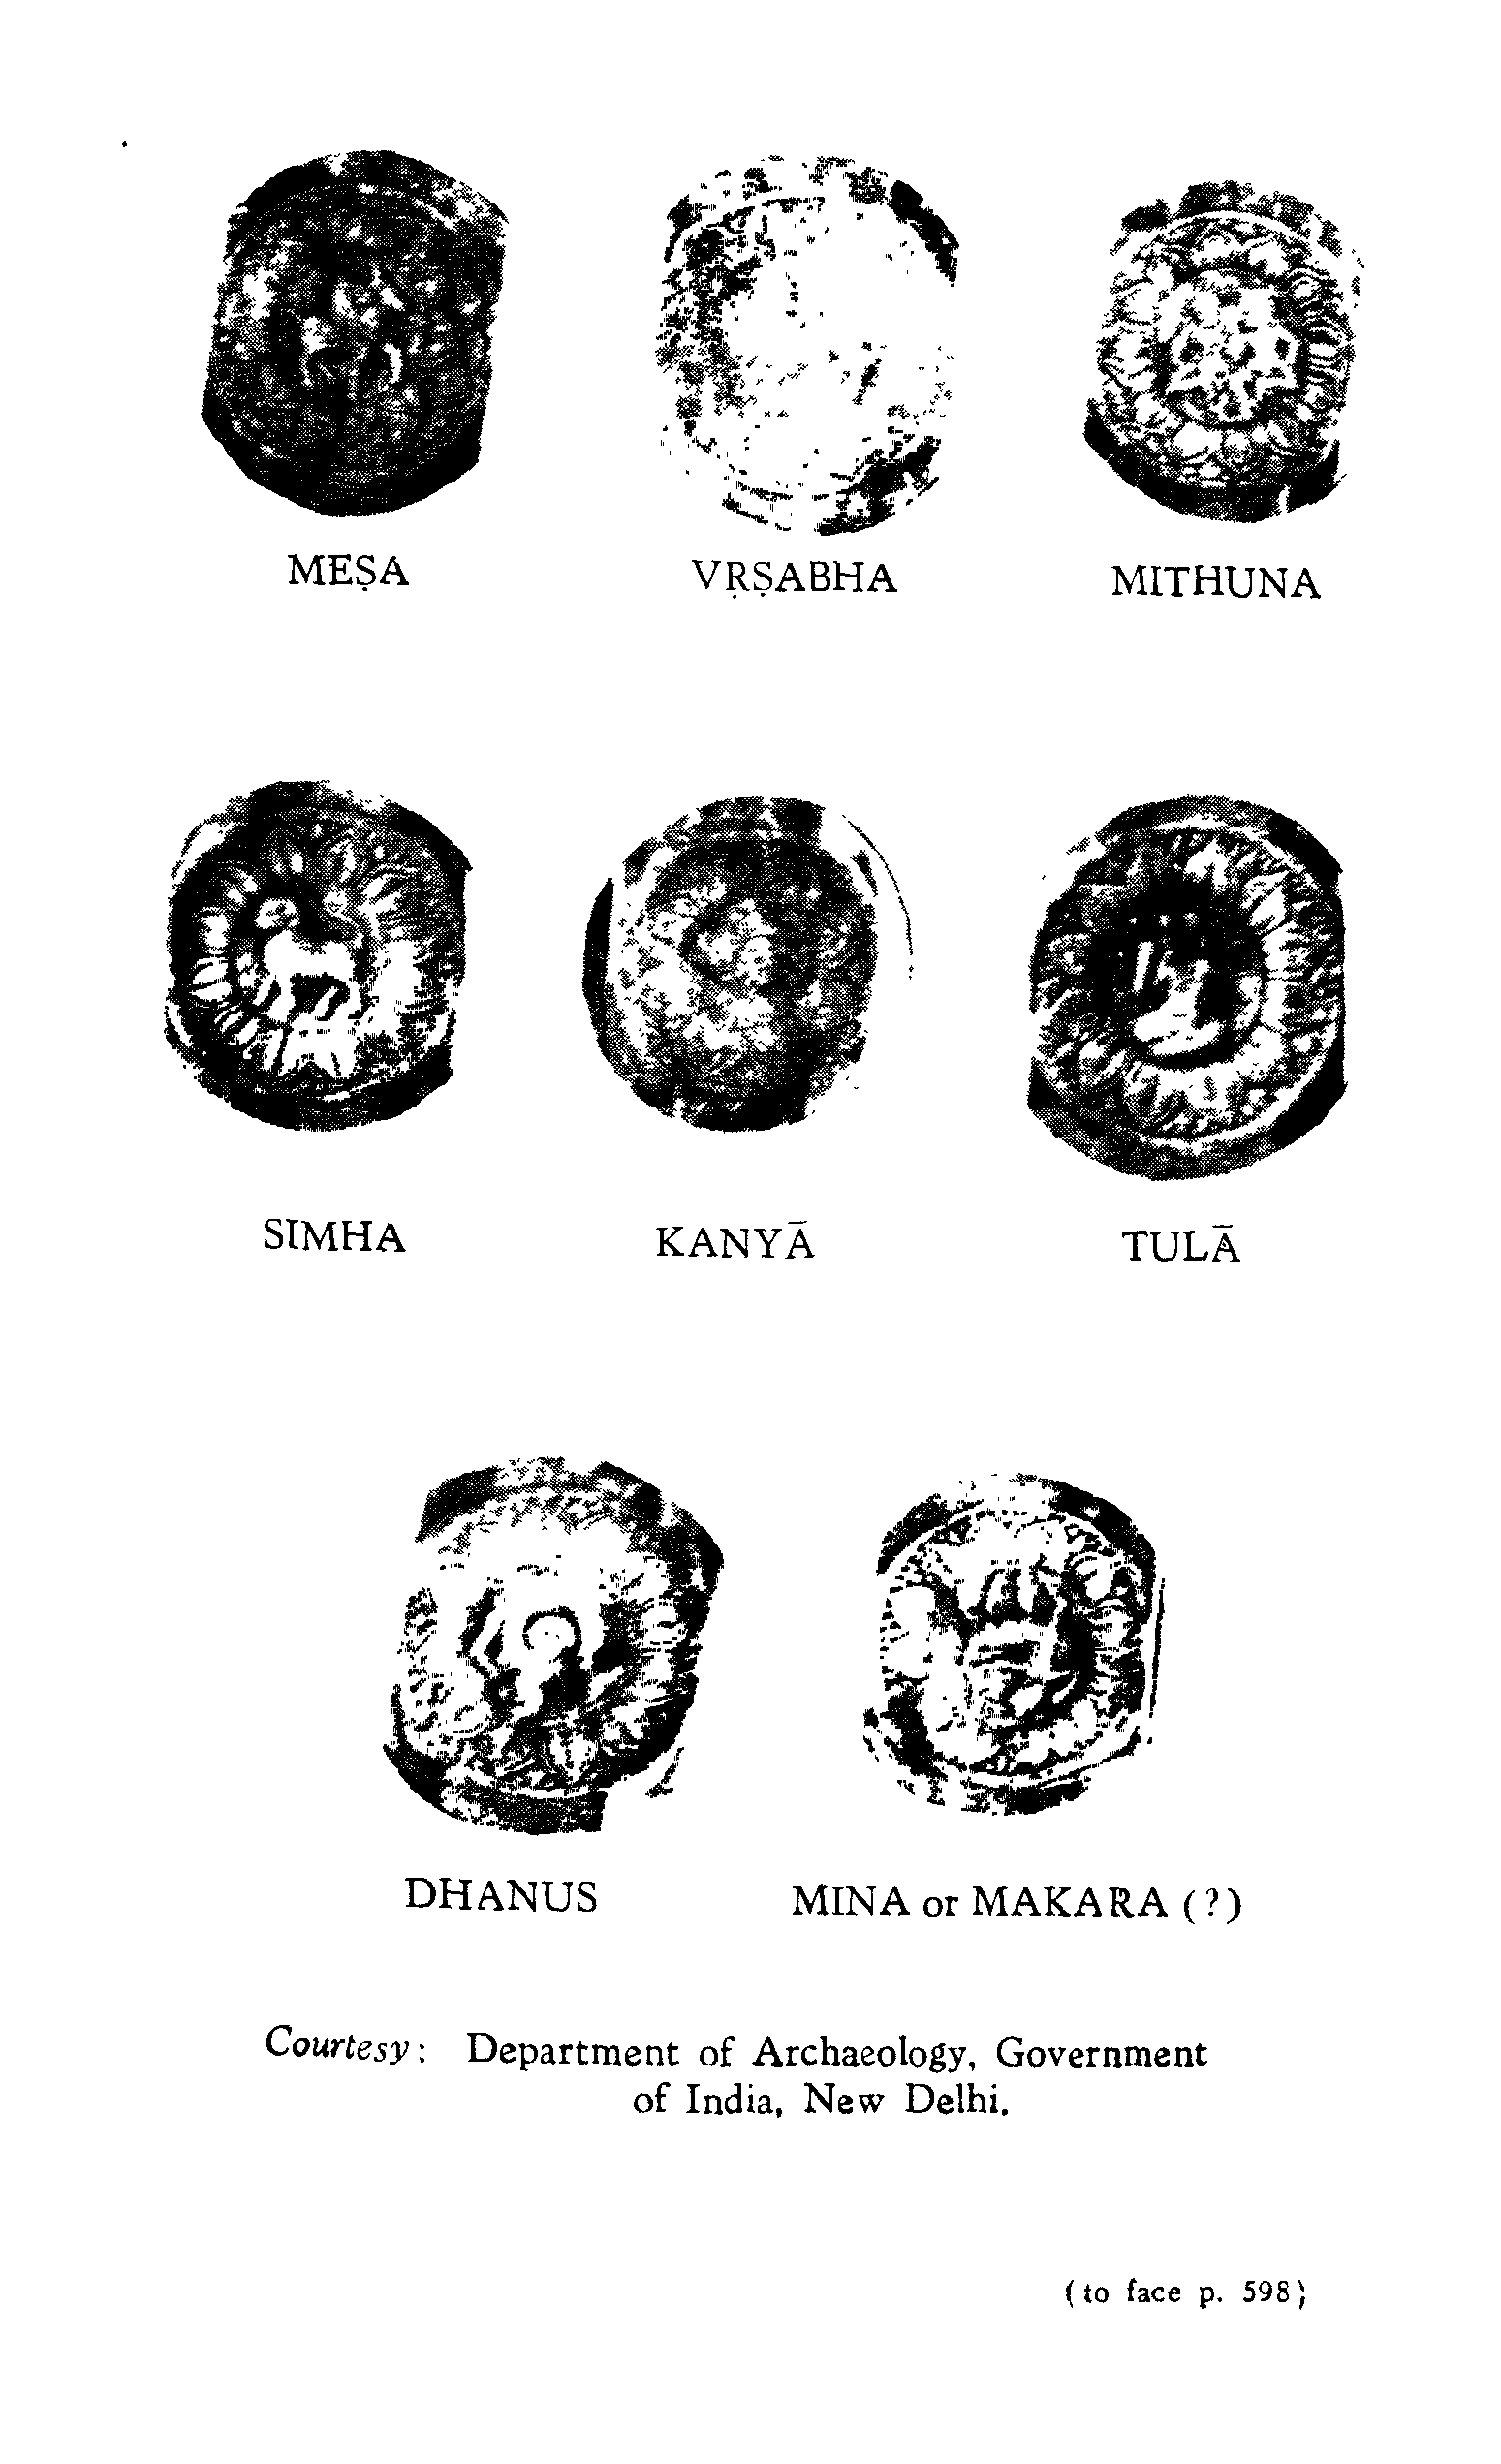 MEṢA VṚṢABHA MITHUNA
SIMHA KANYĀ TULĀ
DHANUS MINA or MAKARA (?)
Courtesy: Department of Archaeology, Government
of India, New Delhi.
(to face p. 598)